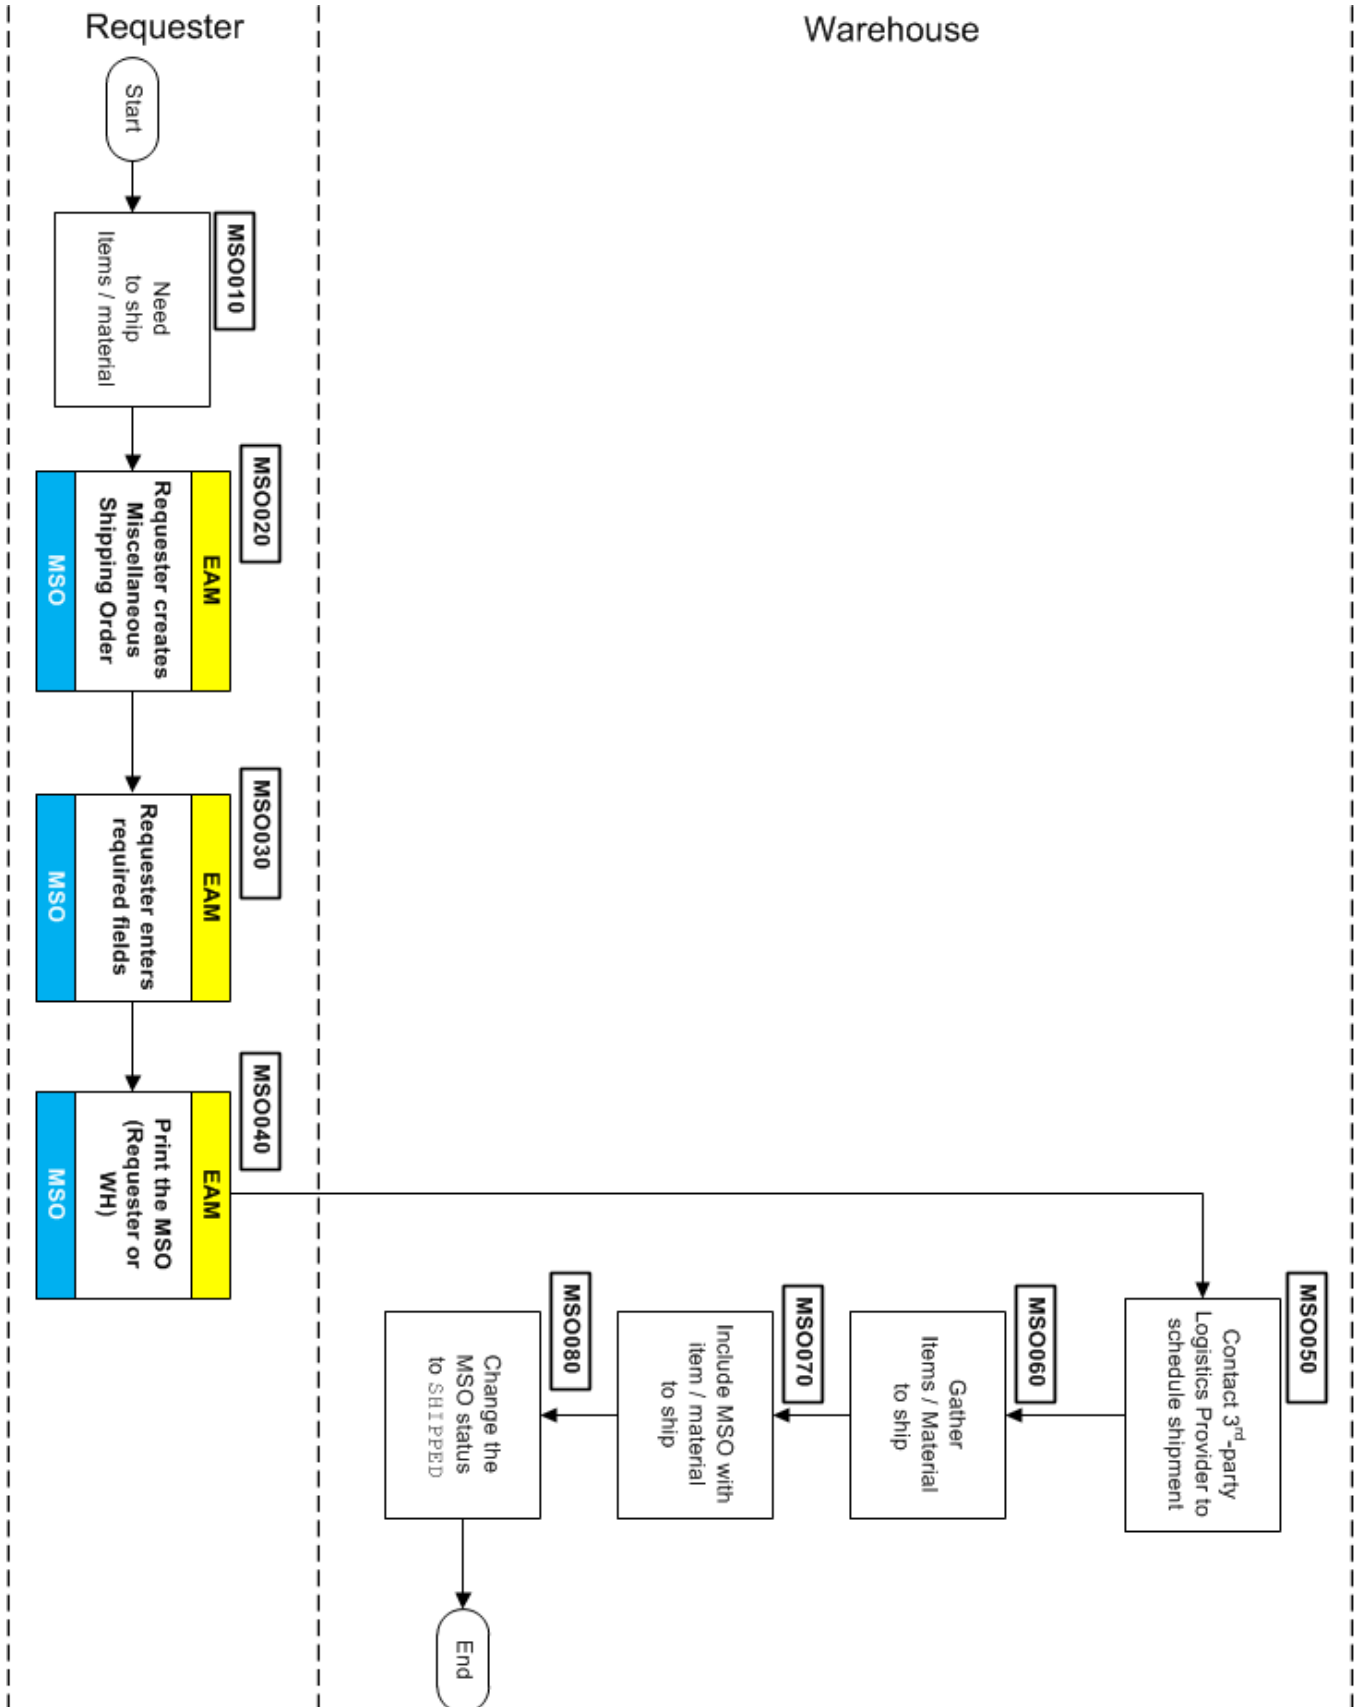 Requester
Warehouse
Start
MSO010
Need
to ship
Items / material
MSO020
EAM
Requester creates
Miscellaneous
Shipping Order
MSO
MSO030
EAM
Requester enters
required fields
MSO
MSO040
EAM
Print the MSO
(Requester or
WH)
MSO
MSO050
Contact 3rd-party
Logistics Provider to
schedule shipment
MSO060
Gather
Items / Material
to ship
MSO070
Include MSO with
item / material
to ship
MSO080
Change the
MSO status
to SHIPPED
End